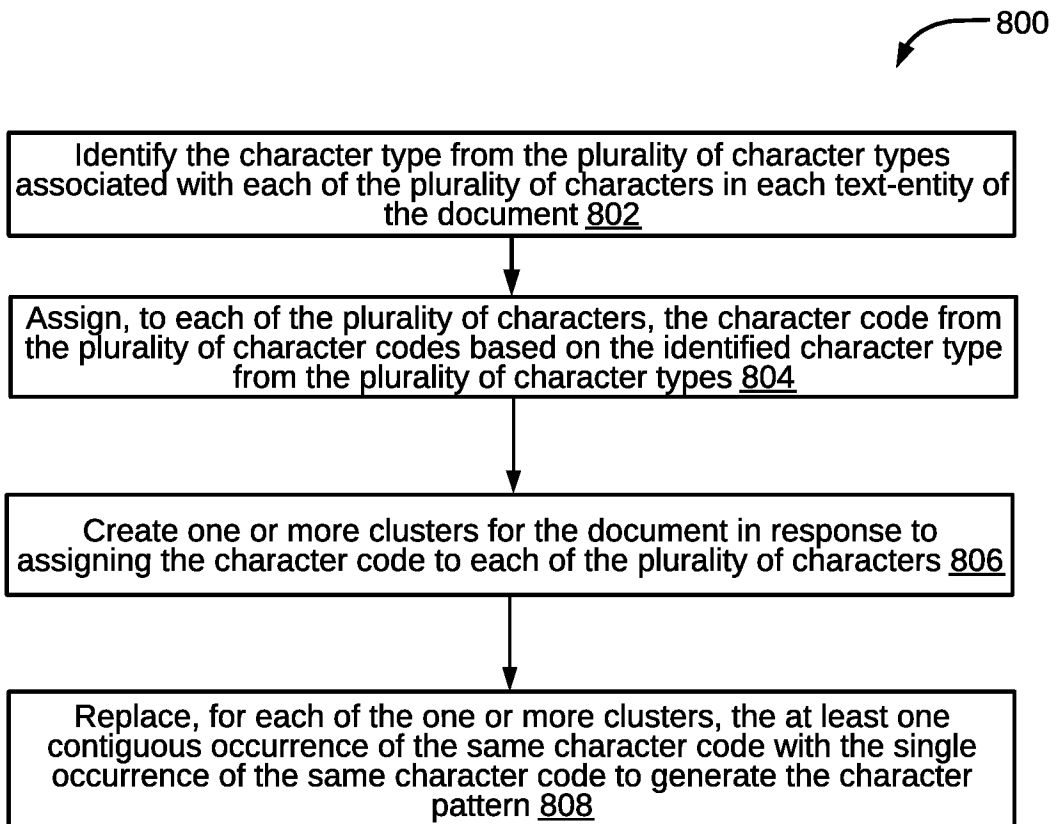 800
Identify the character type from the plurality of character types
associated with each of the plurality of characters in each text-entity of
the document 802
Assign, to each of the plurality of characters, the character code from
the plurality of character codes based on the identified character type
from the plurality of character types 804
Create one or more clusters for the document in response to
assigning the character code to each of the plurality of characters 806
Replace, for each of the one or more clusters, the at least one
contiguous occurrence of the same character code with the single
occurrence of the same character code to generate the character
pattern 808